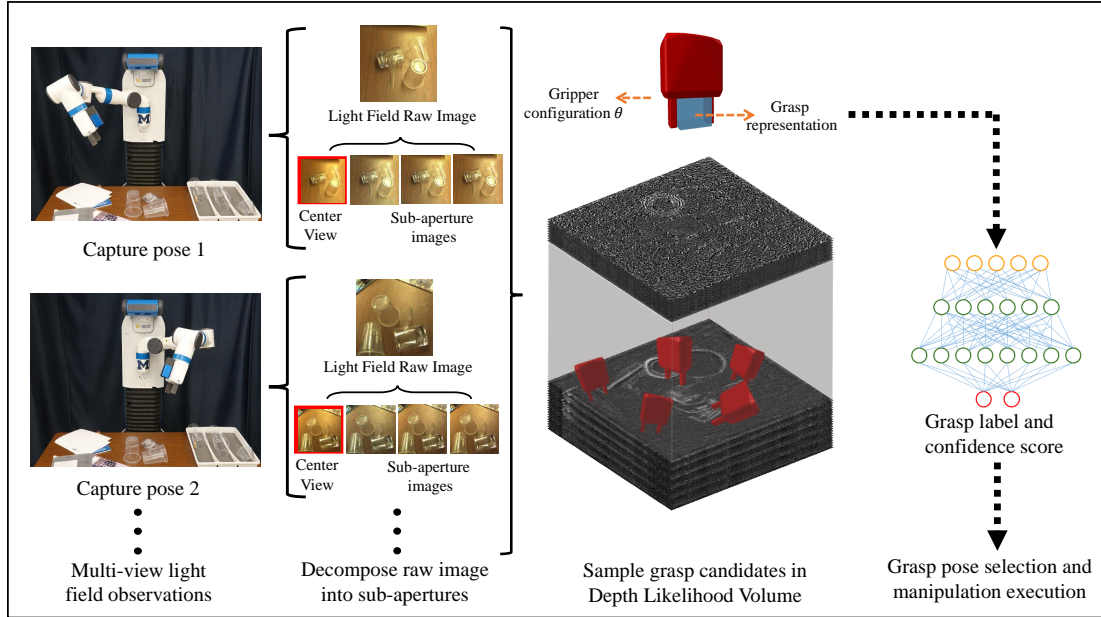 Capture pose 1
Light Field Raw Image
Center
View
Sub-aperture
images
Capture pose 2
Light Field Raw Image
Center
View
Sub-aperture
images
Multi-view light
field observations
Decompose raw image
into sub-apertures
Gripper
configuration θ
Grasp
representation
Sample grasp candidates in
Depth Likelihood Volume
Grasp label and
confidence score
Grasp pose selection and
manipulation execution
M
M